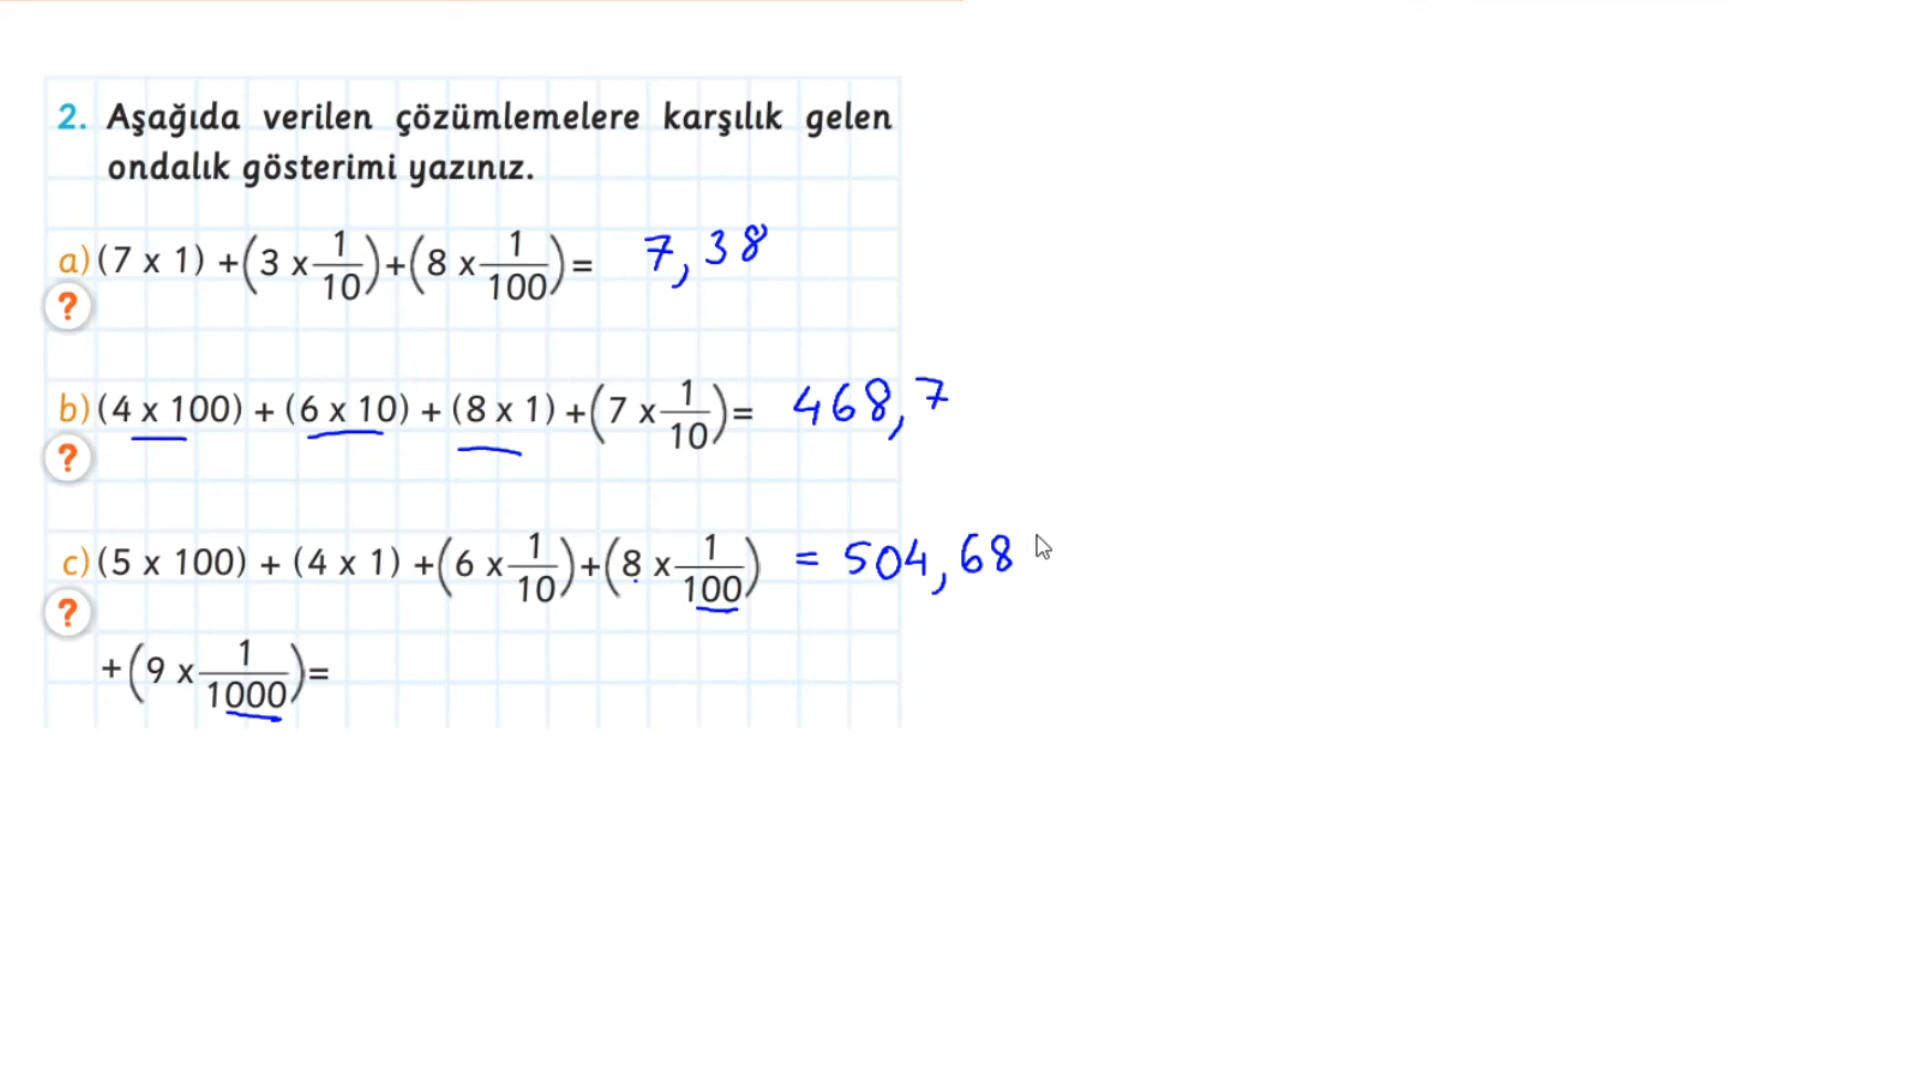 2. Aşağıda verilen çözümlemelere karşılık gelen
ondalık gösterimi yazınız.
a) (7 x 1) + (3 x 1/10) + (8 x 1/100) = 7,38
?
b) (4 x 100) + (6 x 10) + (8 x 1) + (7 x 1/10) = 468,7
?
c) (5 x 100) + (4 x 1) + (6 x 1/10) + (8 x 1/100) = 504,68
?
+ (9 x 1/1000) =